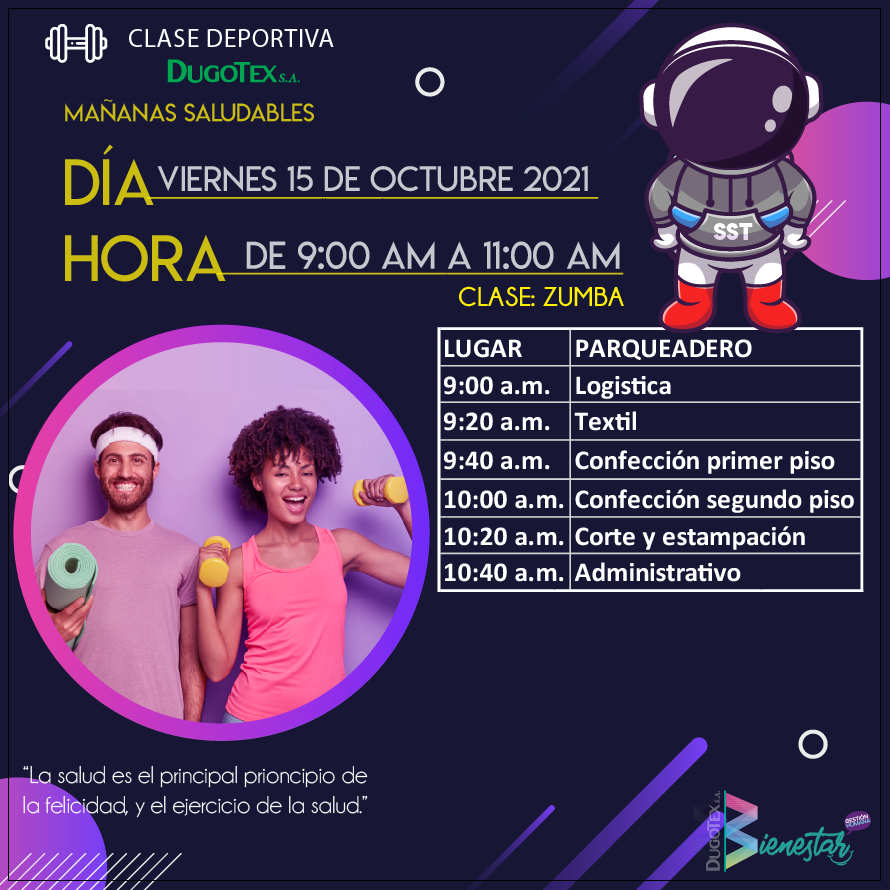 CLASE DEPORTIVA
DUGOTEX S.A.
MAÑANAS SALUDABLES
DÍA VIERNES 15 DE OCTUBRE 2021
HORA DE 9:00 AM A 11:00 AM
CLASE: ZUMBA
SST
LUGAR PARQUEADERO
9:00 a.m. Logistica
9:20 a.m. Textil
9:40 a.m. Confección primer piso
10:00 a.m. Confección segundo piso
10:20 a.m. Corte y estampación
10:40 a.m. Administrativo
“La salud es el principal prioncipio de
la felicidad, y el ejercicio de la salud.”
DUGOTEX S.A.
Bienestar
GESTIÓN
HUMANA